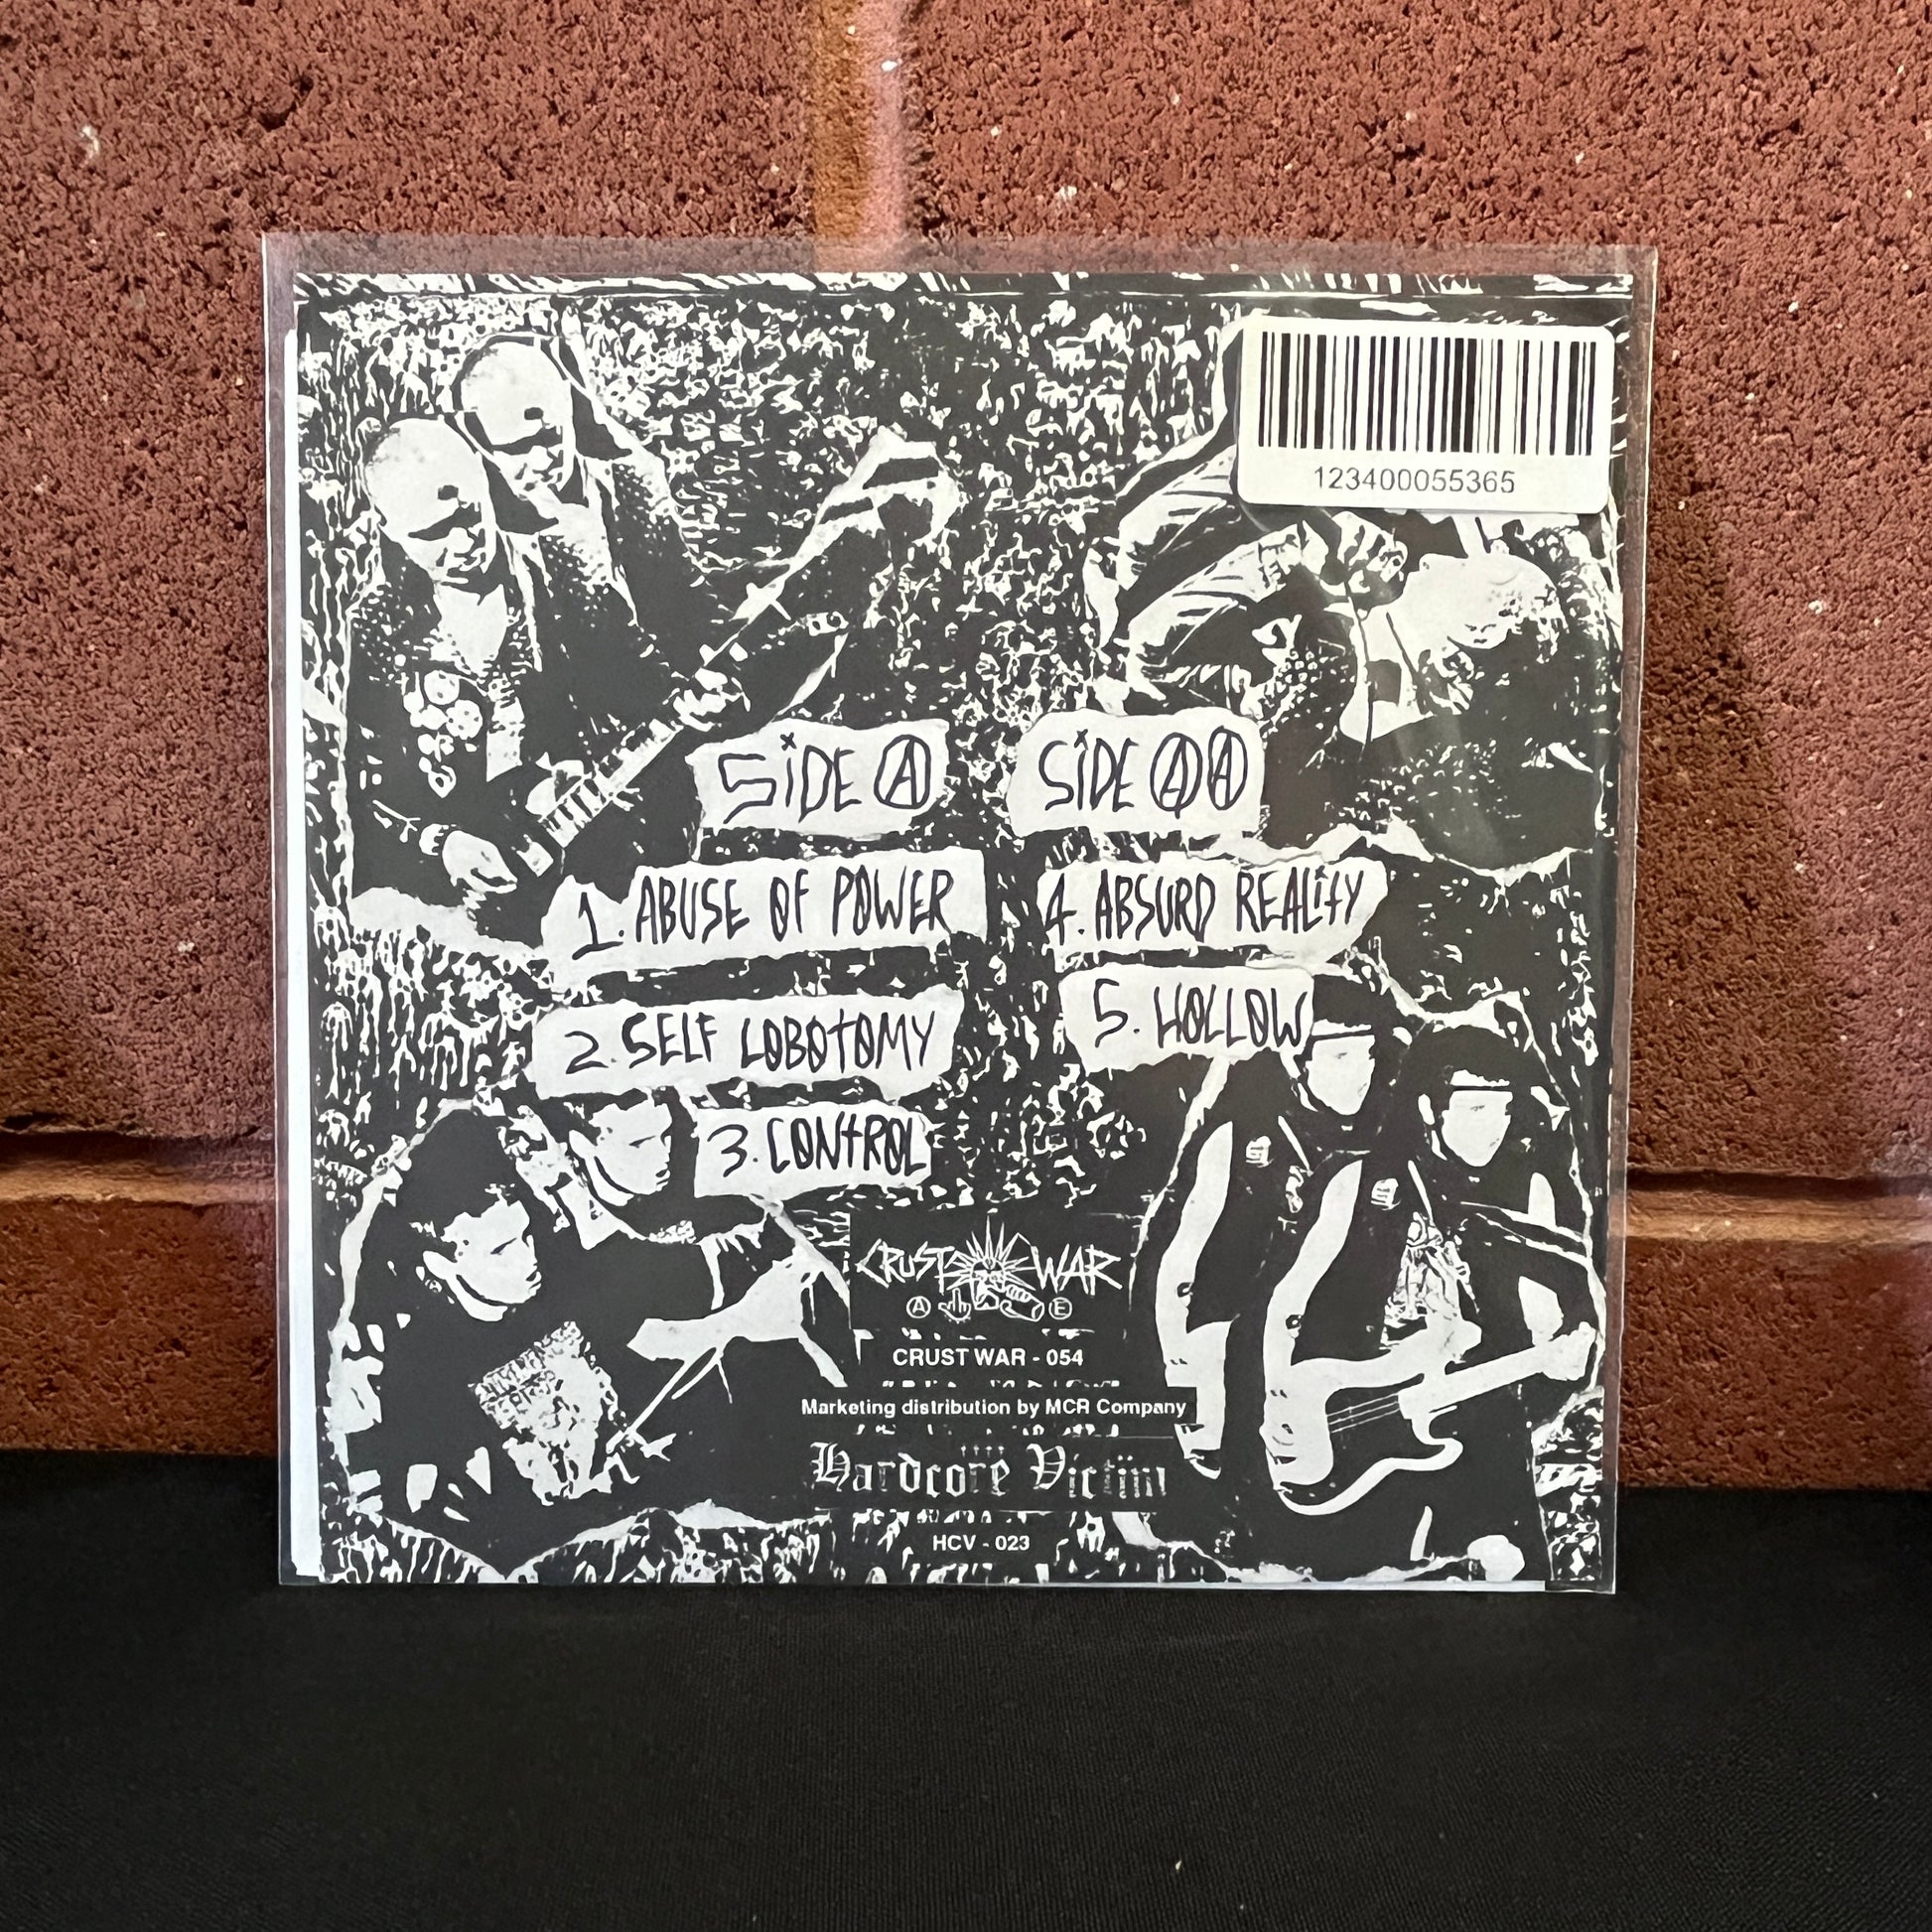 123400055365
SiDE Ⓐ
1. ABUSE OF POWER
2. SELF LOBOTOMY
3. CONTROL
SiDE ⒶⒶ
4. ABSURD REALiTY
5. HOLLOW
CRUST WAR
Ⓐ Ⓔ
CRUST WAR - 054
Marketing distribution by MCR Company
Hardcore Victim
HCV - 023